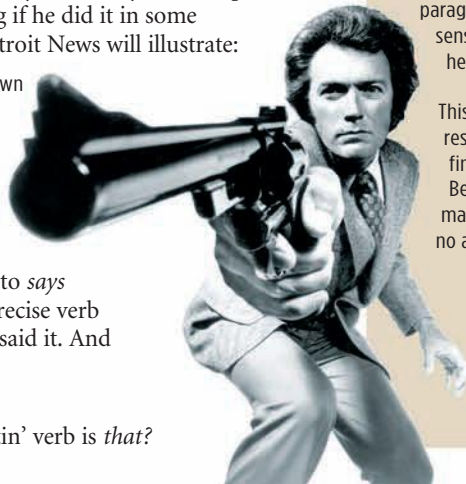 g if he did it in some
troit News will illustrate:
wn
to says
recise verb
said it. And
tin’ verb is that?
parag
sens
he
This
res
fir
Be
ma
no a